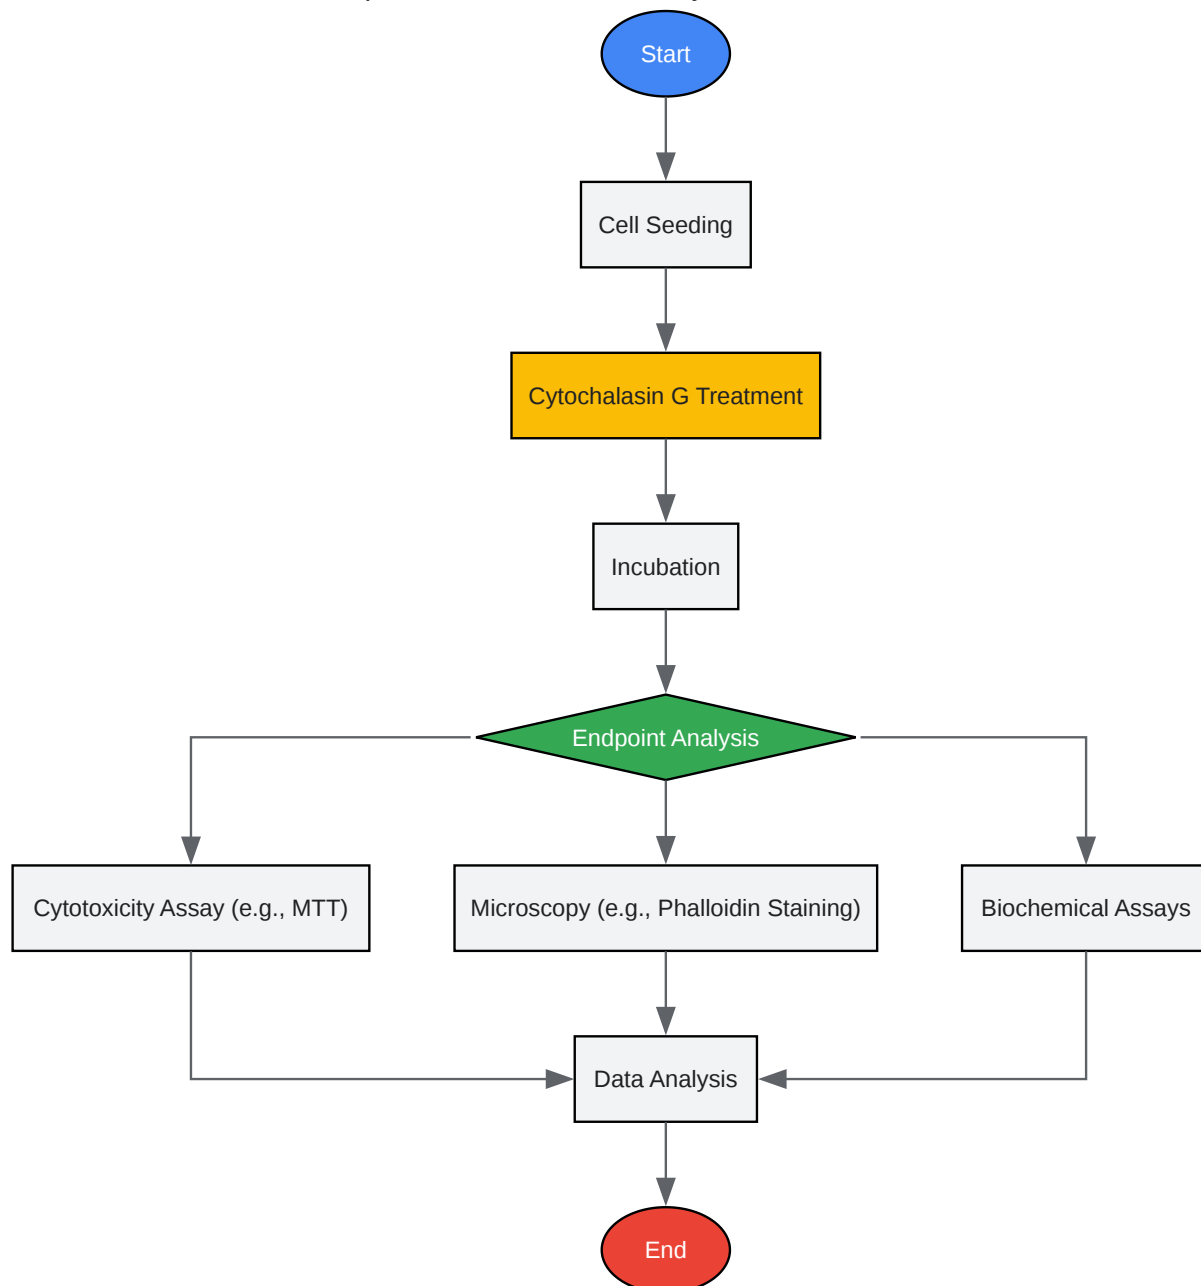 Start
Cell Seeding
Cytochalasin G Treatment
Incubation
Endpoint Analysis
Cytotoxicity Assay (e.g., MTT)
Microscopy (e.g., Phalloidin Staining)
Biochemical Assays
Data Analysis
End